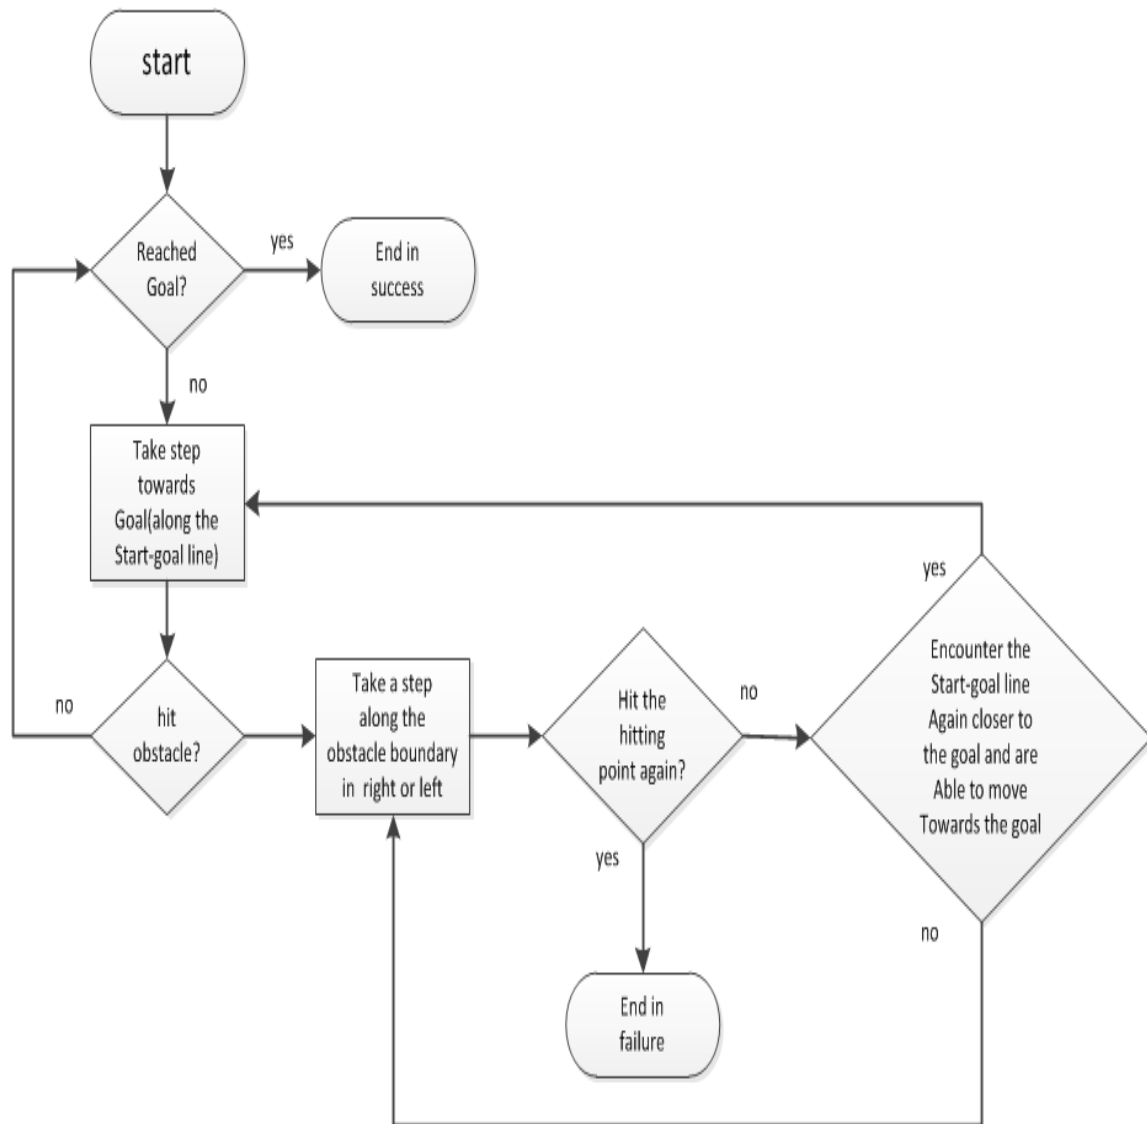 start
Reached
Goal?
yes
End in
success
no
Take step
towards
Goal(along the
Start-goal line)
hit
obstacle?
no
Take a step
along the
obstacle boundary
in right or left
Hit the
hitting
point again?
no
yes
End in
failure
Encounter the
Start-goal line
Again closer to
the goal and are
Able to move
Towards the goal
yes
no